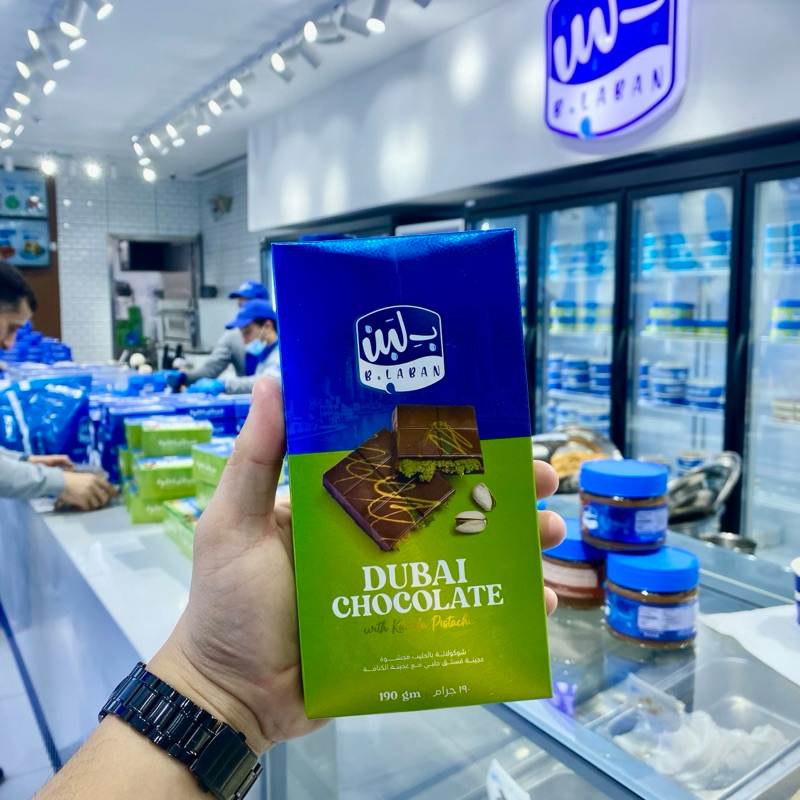 بـ لبن
B.LABAN
بـ لبن
B.LABAN
DUBAI
CHOCOLATE
with Kunafa Pistachio
شوكولاتة بالحليب محشوة
عجينة فستق حلبي مع عجينة الكنافة
190 gm ١٩٠ جرام